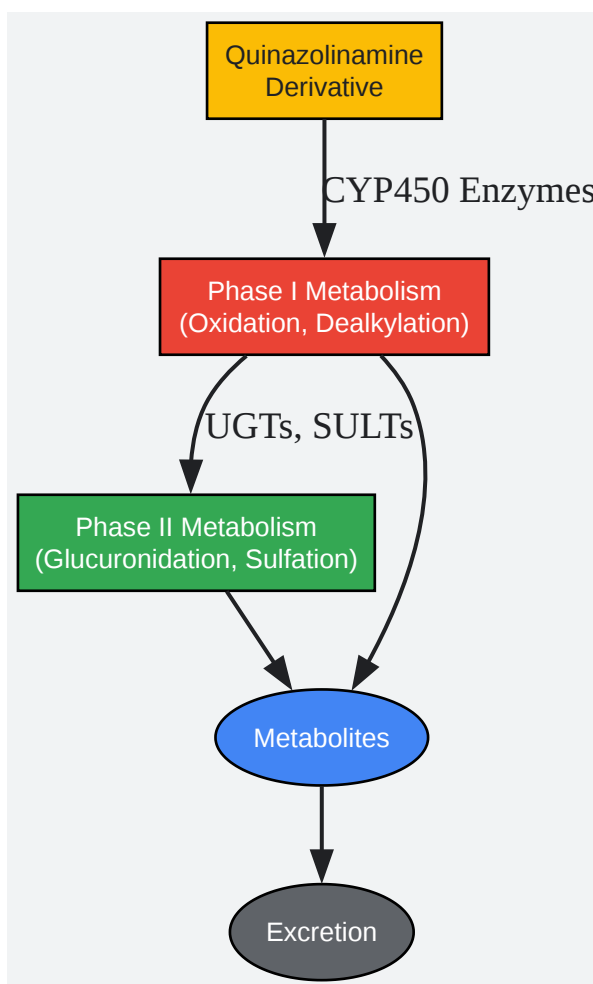 Quinazolinamine
Derivative
CYP450 Enzymes
Phase I Metabolism
(Oxidation, Dealkylation)
UGTs, SULTs
Phase II Metabolism
(Glucuronidation, Sulfation)
Metabolites
Excretion